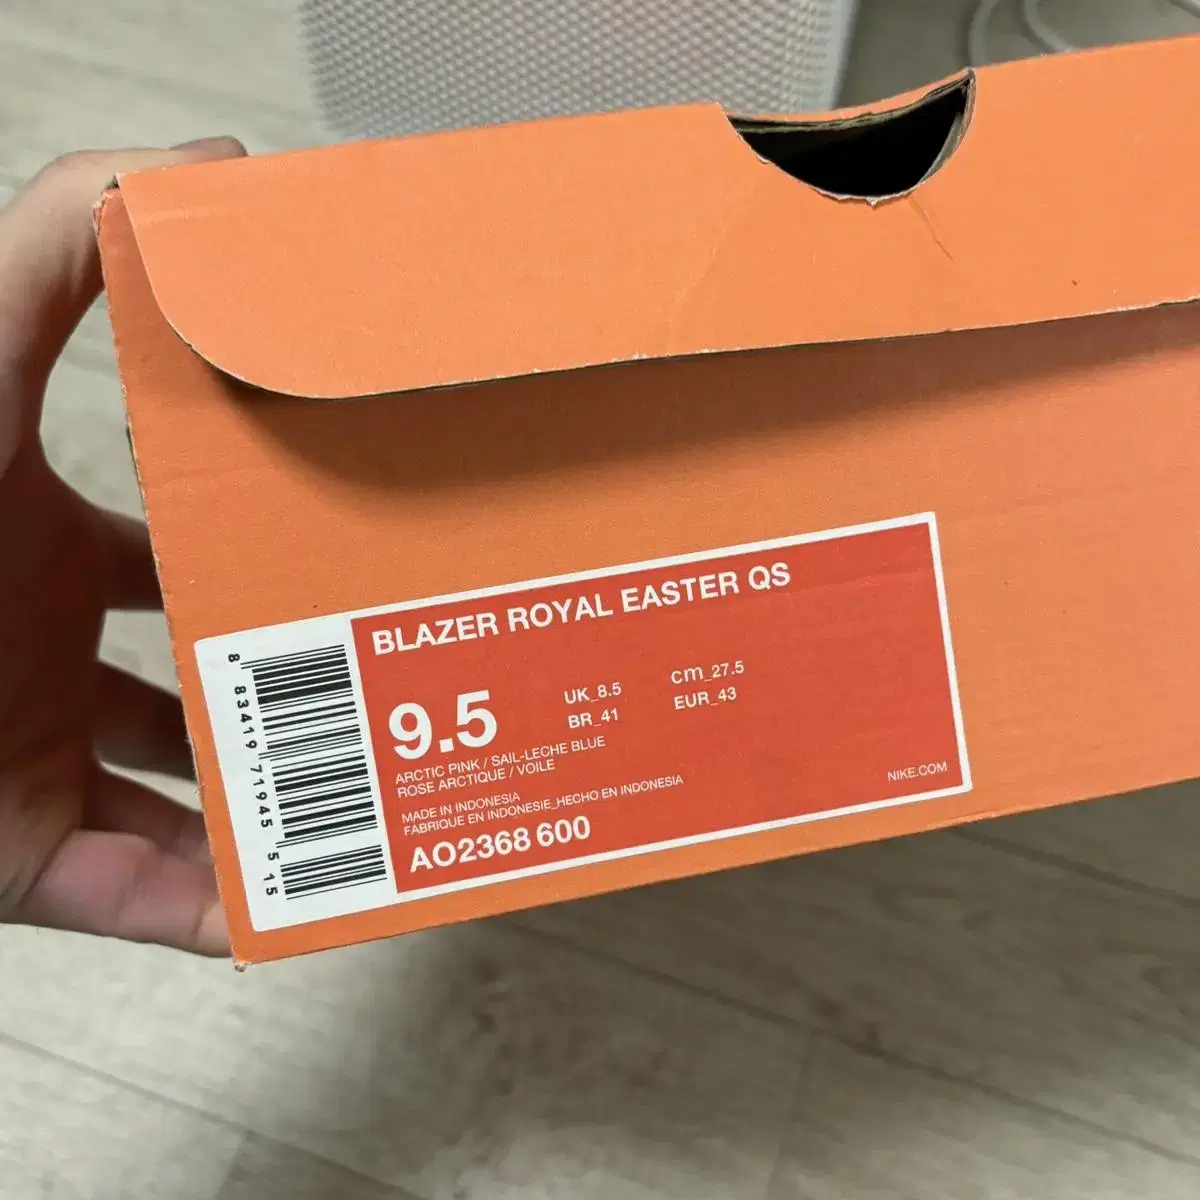 BLAZER ROYAL EASTER QS
9.5
UK_8.5
cm_27.5
BR_41
EUR_43
ARCTIC PINK / SAIL-LECHE BLUE
ROSE ARCTIQUE / VOILE
MADE IN INDONESIA
FABRIQUE EN INDONESIE_HECHO EN INDONESIA
NIKE.COM
AO2368 600
8 83419 71945 5 15